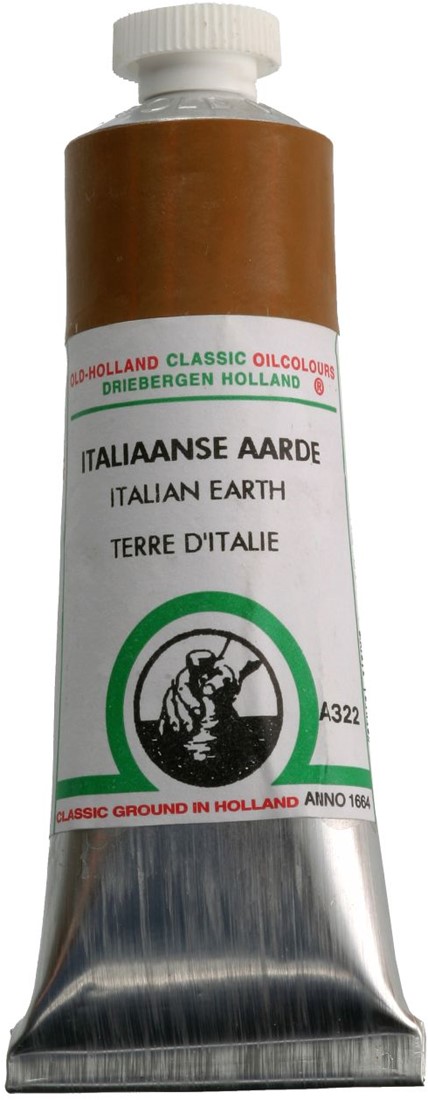 OLD-HOLLAND CLASSIC OILCOLOURS
DRIEBERGEN HOLLAND ®
ITALIAANSE AARDE
ITALIAN EARTH
TERRE D'ITALIE
A322
CLASSIC GROUND IN HOLLAND ANNO 1664